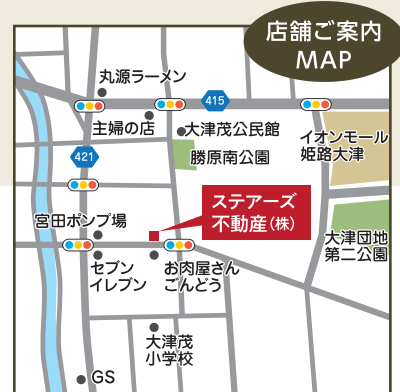 店舗ご案内
MAP
丸源ラーメン
415
主婦の店
大津茂公民館
イオンモール
姫路大津
421
勝原南公園
ステアーズ
不動産(株)
宮田ポンプ場
大津団地
第二公園
セブン
イレブン
お肉屋さん
ごんどう
大津茂
小学校
GS